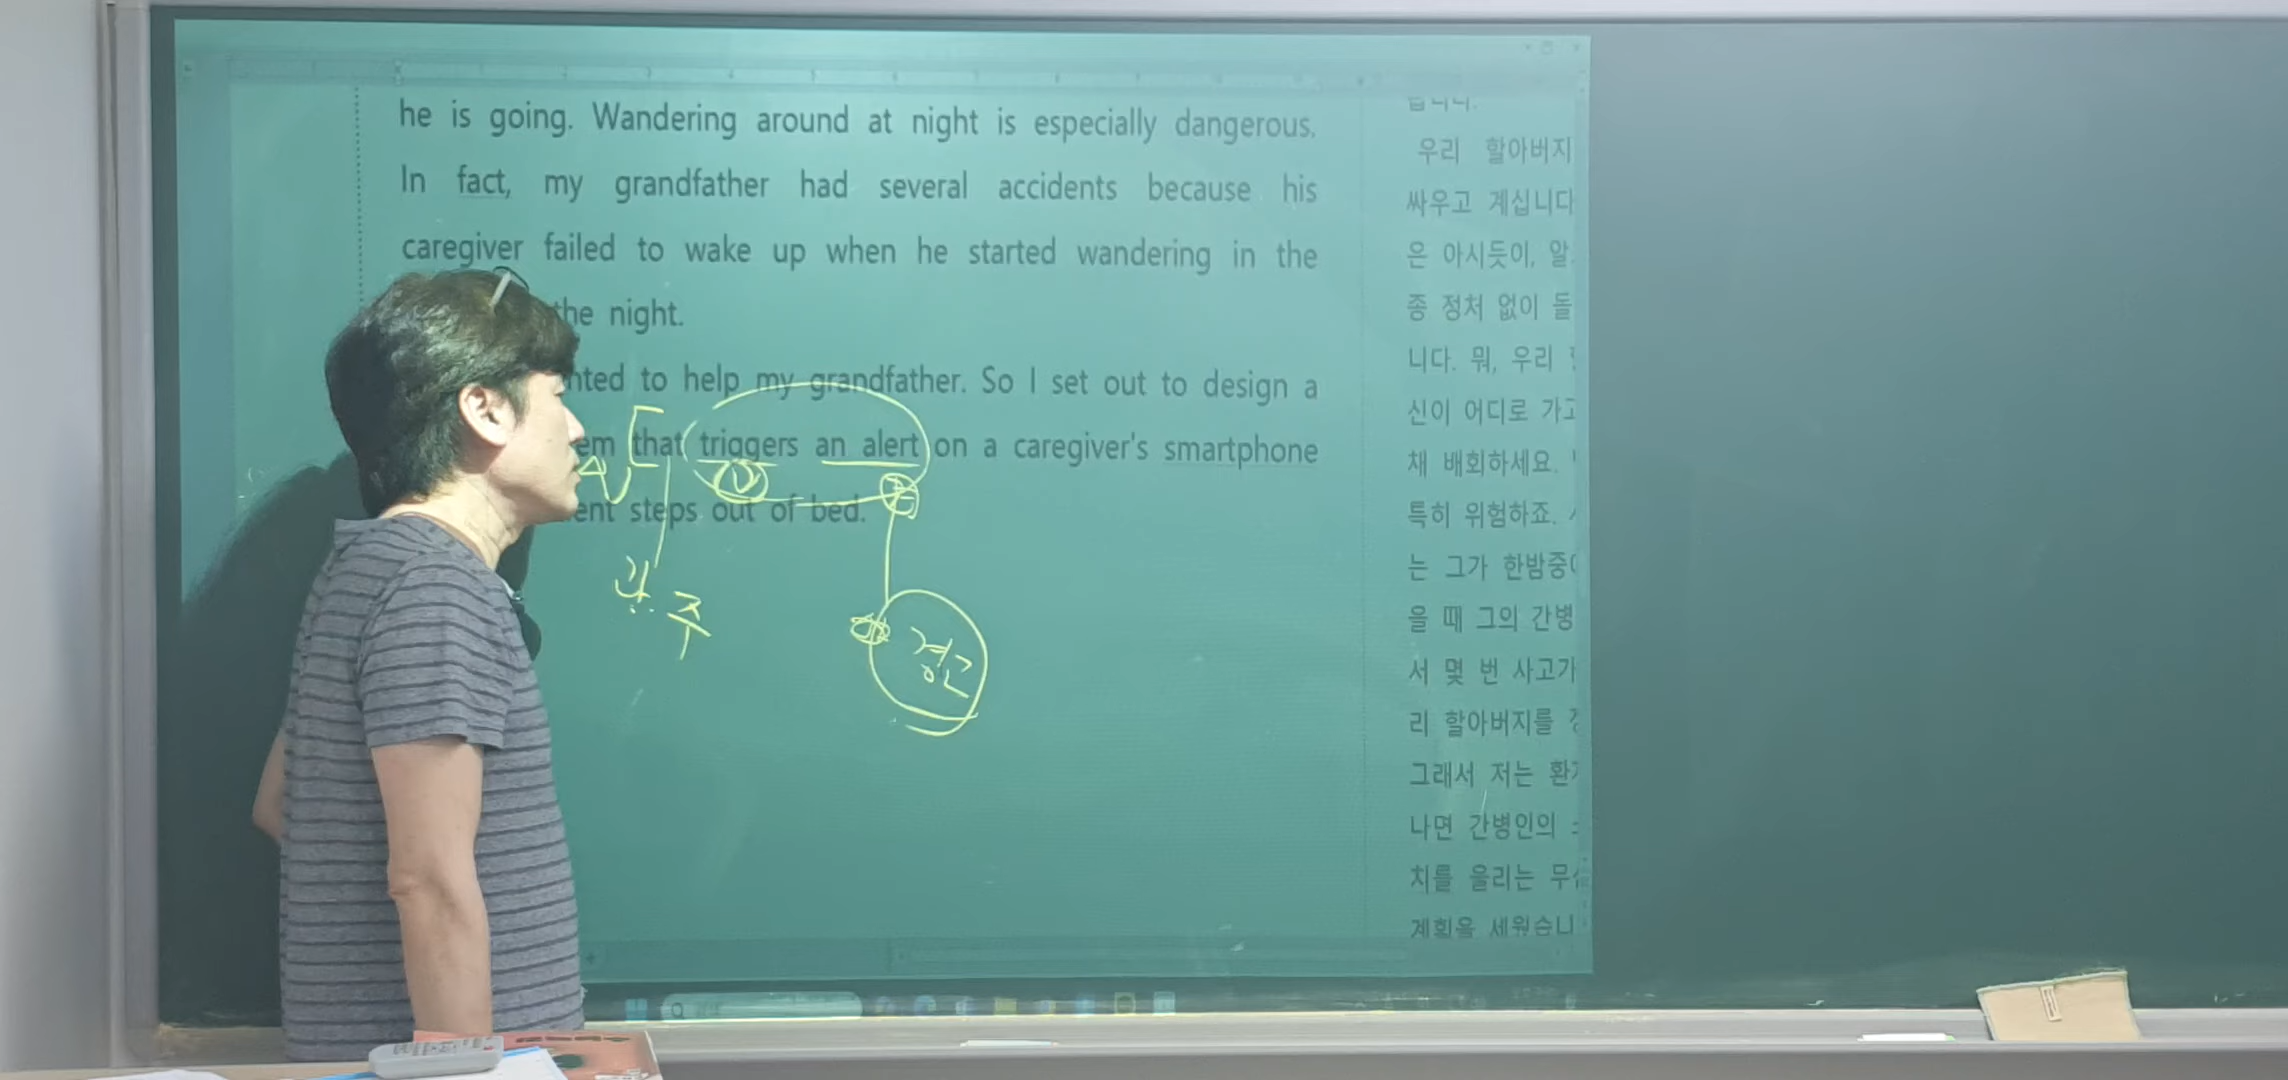 he is going. Wandering around at night is especially dangerous.
In fact, my grandfather had several accidents because his
caregiver failed to wake up when he started wandering in the
the night.
nted to help my grandfather. So I set out to design a
em that triggers an alert on a caregiver's smartphone
ent steps out of bed.
V
관.
주
경고
습니다.
우리 할아버지
싸우고 계십니다
은 아시듯이, 알
종 정처 없이 돌
니다. 뭐, 우리
신이 어디로 가고
채 배회하세요.
특히 위험하죠.
는 그가 한밤중
을 때 그의 간병
서 몇 번 사고가
리 할아버지를
그래서 저는 환
나면 간병인의
치를 울리는 무
계획을 세웠습니